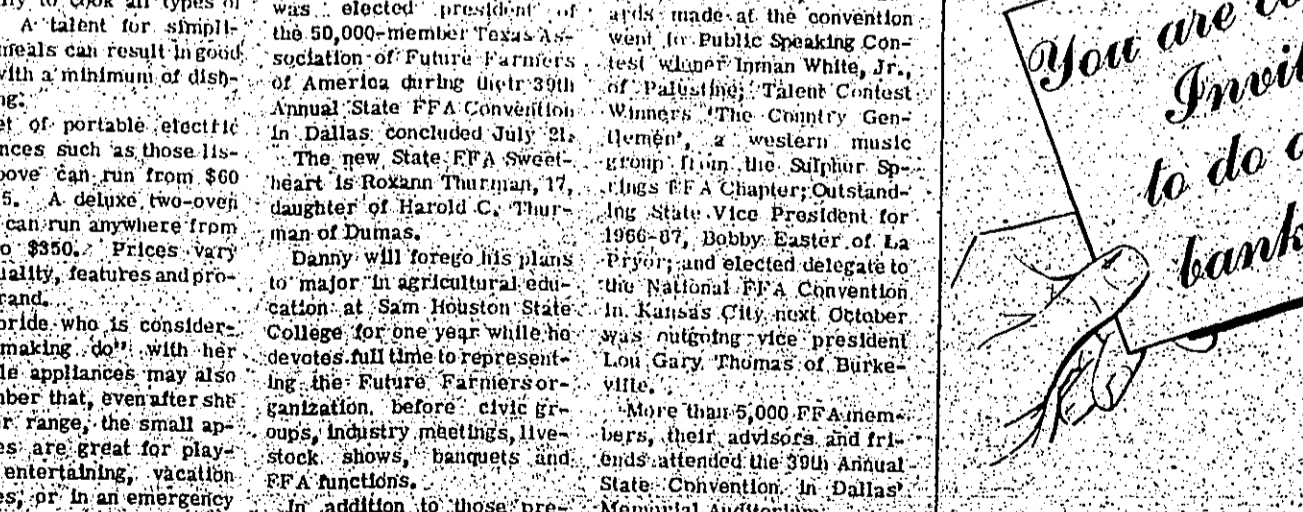 to cook all types of
A talent for simpli-
meals can result in good
with a minimum of dish-
ng.
et of portable electric
nces such as those lis-
bove can run from $60
5. A deluxe two-oven
can run anywhere from
o $350. Prices vary
uality, features and pro-
rand.
bride who is consider-
making do" with her
le appliances may also
ber that, even after she
r range, the small ap-
es are great for play-
entertaining, vacation
es, or in an emergency
was elected president of
the 50,000-member Texas As-
sociation of Future Farmers
of America during their 39th
Annual State FFA Convention
in Dallas concluded July 21.
The new State FFA Sweet-
heart is Roxann Thurman, 17,
daughter of Harold C. Thur-
man of Dumas.
Danny will forego his plans
to major in agricultural edu-
cation at Sam Houston State
College for one year while he
devotes full time to represent-
ing the Future Farmers or-
ganization before civic gr-
oups, industry meetings, live-
stock shows, banquets and
FFA functions.
In addition to those pre-
ards made at the convention
went to Public Speaking Con-
test winner Inman White, Jr.,
of Palestine; Talent Contest
Winners 'The Country Gen-
tlemen', a western music
group from the Sulphur Sp-
rings FFA Chapter; Outstand-
ing State Vice President for
1966-67, Bobby Easter of La
Pryor; and elected delegate to
the National FFA Convention
in Kansas City next October
was outgoing vice president
Lou Gary Thomas of Burke-
ville.
More than 5,000 FFA mem-
bers, their advisors and fri-
ends attended the 39th Annual
State Convention in Dallas'
Memorial Auditorium.
You are co
Invit
to do
bank